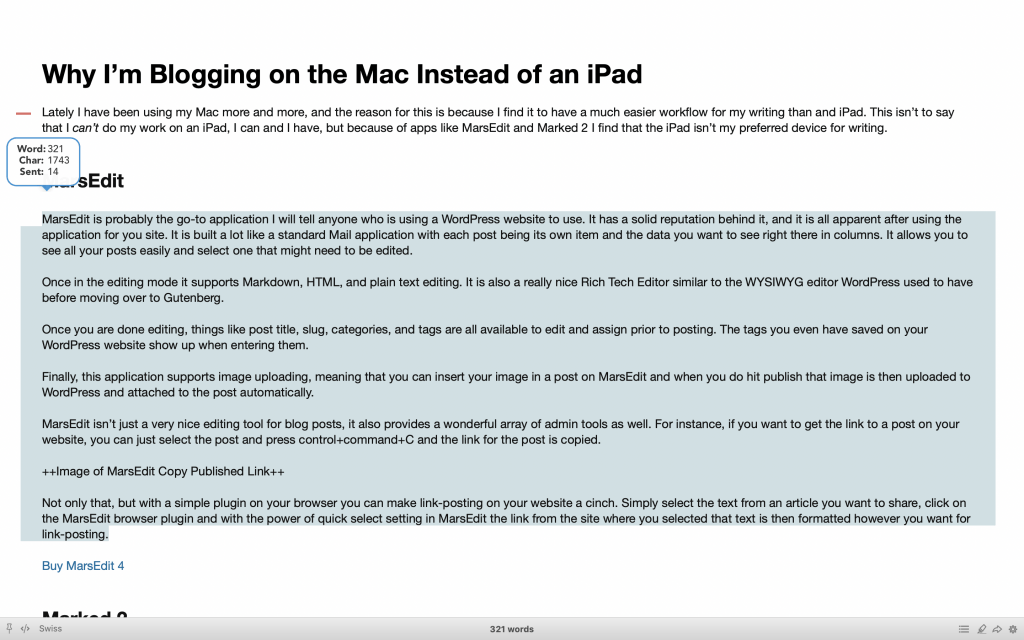 Why I'm Blogging on the Mac Instead of an iPad
Lately I have been using my Mac more and more, and the reason for this is because I find it to have a much easier workflow for my writing than and iPad. This isn't to say
that I can't do my work on an iPad, I can and I have, but because of apps like MarsEdit and Marked 2 I find that the iPad isn't my preferred device for writing.
Word: 321
Char: 1743
Sent: 14
MarsEdit
MarsEdit is probably the go-to application I will tell anyone who is using a WordPress website to use. It has a solid reputation behind it, and it is all apparent after using the
application for you site. It is built a lot like a standard Mail application with each post being its own item and the data you want to see right there in columns. It allows you to
see all your posts easily and select one that might need to be edited.
Once in the editing mode it supports Markdown, HTML, and plain text editing. It is also a really nice Rich Tech Editor similar to the WYSIWYG editor WordPress used to have
before moving over to Gutenberg.
Once you are done editing, things like post title, slug, categories, and tags are all available to edit and assign prior to posting. The tags you even have saved on your
WordPress website show up when entering them.
Finally, this application supports image uploading, meaning that you can insert your image in a post on MarsEdit and when you do hit publish that image is then uploaded to
WordPress and attached to the post automatically.
MarsEdit isn't just a very nice editing tool for blog posts, it also provides a wonderful array of admin tools as well. For instance, if you want to get the link to a post on your
website, you can just select the post and press control+command+C and the link for the post is copied.
++Image of MarsEdit Copy Published Link++
Not only that, but with a simple plugin on your browser you can make link-posting on your website a cinch. Simply select the text from an article you want to share, click on
the MarsEdit browser plugin and with the power of quick select setting in MarsEdit the link from the site where you selected that text is then formatted however you want for
link-posting.
Buy MarsEdit 4
Marked 2
Swiss
321 words